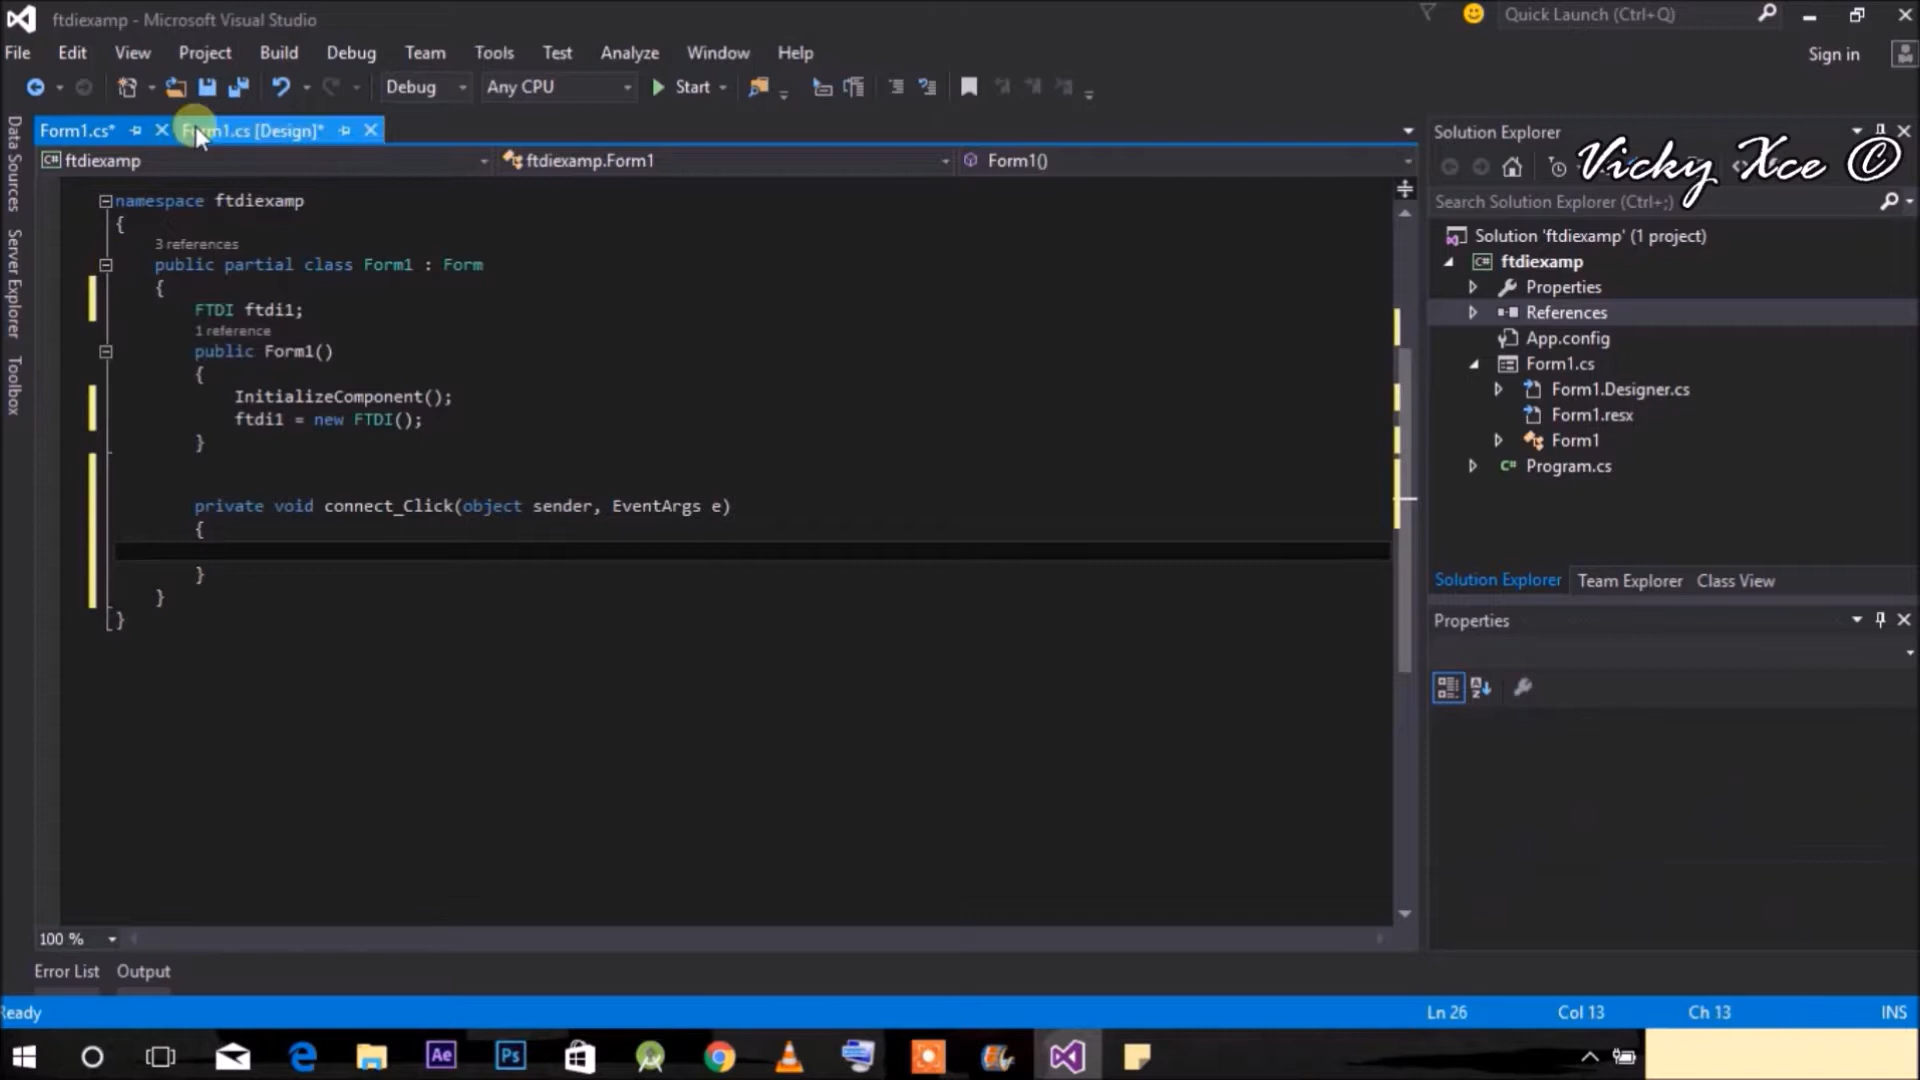 ftdiexamp - Microsoft Visual Studio
Quick Launch (Ctrl+Q)
File Edit View Project Build Debug Team Tools Test Analyze Window Help
Sign in
Debug Any CPU Start
Form1.cs* Form1.cs [Design]*
ftdiexamp ftdiexamp.Form1 Form1()
Data Sources
Server Explorer
Toolbox
namespace ftdiexamp
{
3 references
public partial class Form1 : Form
{
FTDI ftdi1;
1 reference
public Form1()
{
InitializeComponent();
ftdi1 = new FTDI();
}
private void connect_Click(object sender, EventArgs e)
{
}
}
}
100 %
Error List Output
Solution Explorer
Vicky Xce ©
Search Solution Explorer (Ctrl+;)
Solution 'ftdiexamp' (1 project)
C# ftdiexamp
Properties
References
App.config
Form1.cs
Form1.Designer.cs
Form1.resx
Form1
C# Program.cs
Solution Explorer Team Explorer Class View
Properties
Ready
Ln 26 Col 13 Ch 13 INS
Ae Ps